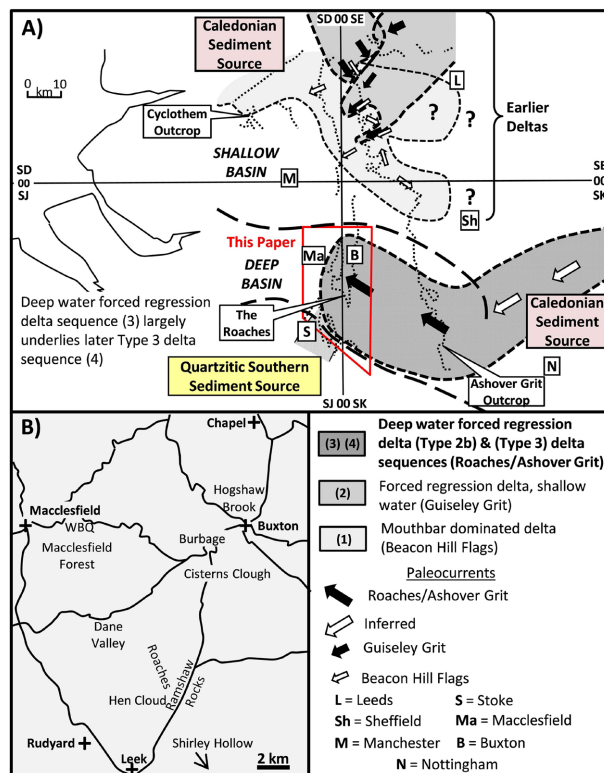 A)
Caledonian
Sediment
Source
SD 00 SE
0 km 10
Cyclothem
Outcrop
L
?
?
Earlier
Deltas
SHALLOW
BASIN
SD
00
SJ
M
SE
00
SK
?
Sh
This Paper
Ma
B
DEEP
BASIN
Deep water forced regression
delta sequence (3) largely
underlies later Type 3 delta
sequence (4)
The
Roaches
S
Caledonian
Sediment
Source
Quartzitic Southern
Sediment Source
N
Ashover Grit
Outcrop
SJ 00 SK
B)
Chapel
Hogshaw
Brook
Macclesfield
WBQ
Buxton
Macclesfield
Forest
Burbage
Cisterns Clough
Dane
Valley
Roaches
Ramshaw
Rocks
Hen Cloud
Rudyard
Leek
Shirley Hollow
2 km
(3) (4)
Deep water forced regression
delta (Type 2b) & (Type 3) delta
sequences (Roaches/Ashover Grit)
(2)
Forced regression delta, shallow
water (Guiseley Grit)
(1)
Mouthbar dominated delta
(Beacon Hill Flags)
Paleocurrents
Roaches/Ashover Grit
Inferred
Guiseley Grit
Beacon Hill Flags
L = Leeds
S = Stoke
Sh = Sheffield
Ma = Macclesfield
M = Manchester
B = Buxton
N = Nottingham